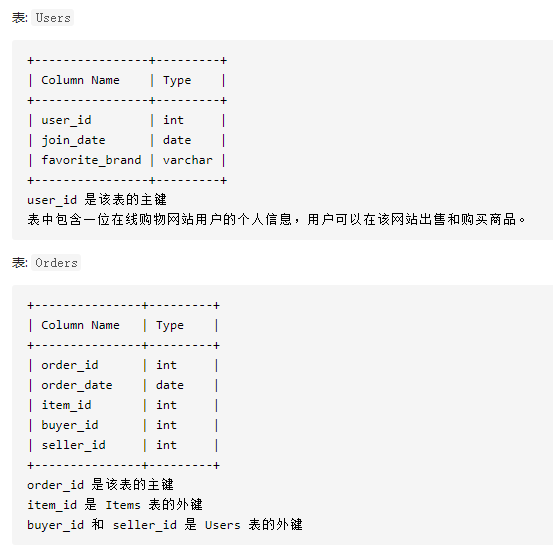 表: Users
+----------------+---------+
| Column Name    | Type    |
+----------------+---------+
| user_id        | int     |
| join_date      | date    |
| favorite_brand | varchar |
+----------------+---------+
user_id 是该表的主键
表中包含一位在线购物网站用户的个人信息，用户可以在该网站出售和购买商品。
表: Orders
+---------------+---------+
| Column Name   | Type    |
+---------------+---------+
| order_id      | int     |
| order_date    | date    |
| item_id       | int     |
| buyer_id      | int     |
| seller_id     | int     |
+---------------+---------+
order_id 是该表的主键
item_id 是 Items 表的外键
buyer_id 和 seller_id 是 Users 表的外键